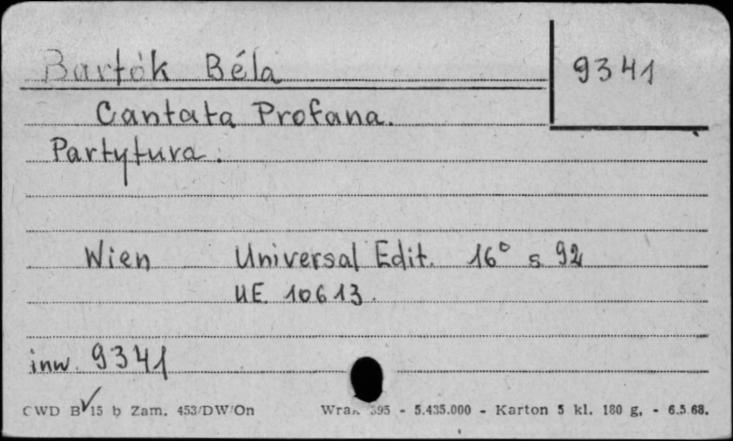 Bartók Béla
9341
Cantata Profana.
Partytura.
Wien Universal Edit. 16° s 92
UE. 10613.
inw. 9341
CWD B 15 b Zam. 453/DW/On 395 - 5.435.000 - Karton 5 kl. 180 g. - 6.5.68.